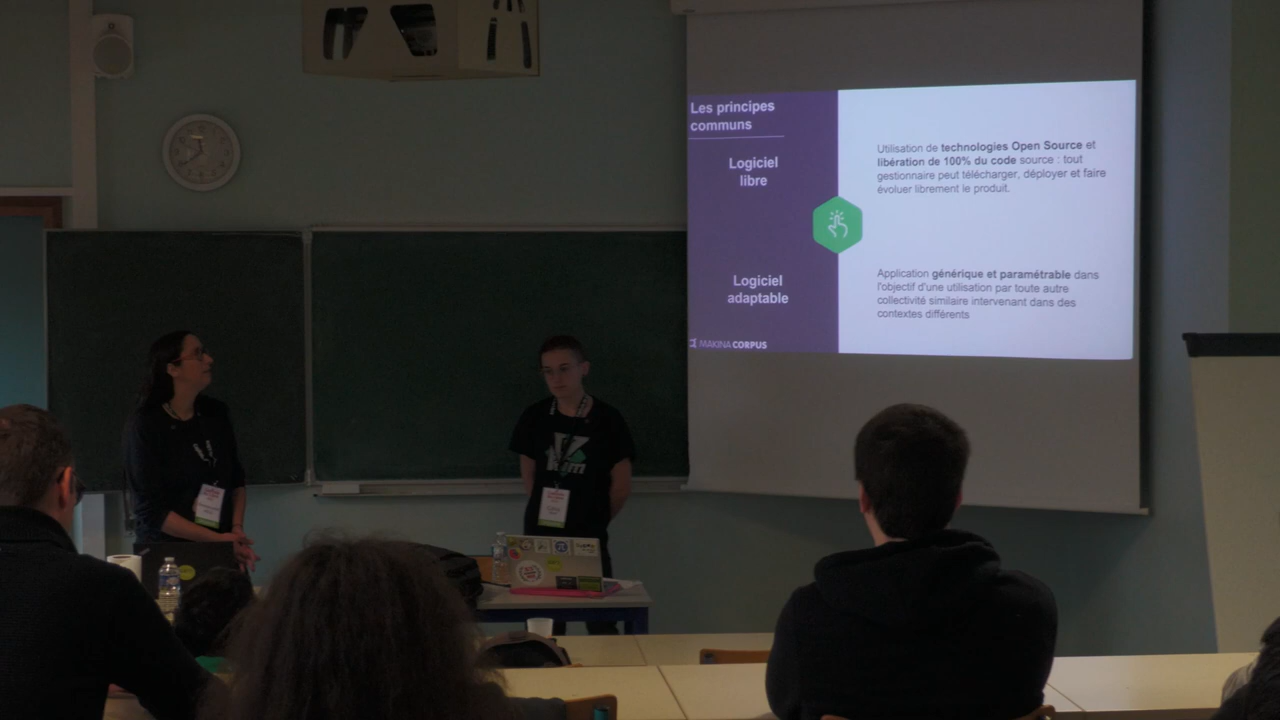 Les principes
communs
Logiciel
libre
Utilisation de technologies Open Source et
libération de 100% du code source : tout
gestionnaire peut télécharger, déployer et faire
évoluer librement le produit.
Logiciel
adaptable
Application générique et paramétrable dans
l'objectif d'une utilisation par toute autre
collectivité similaire intervenant dans des
contextes différents
MAKINA CORPUS